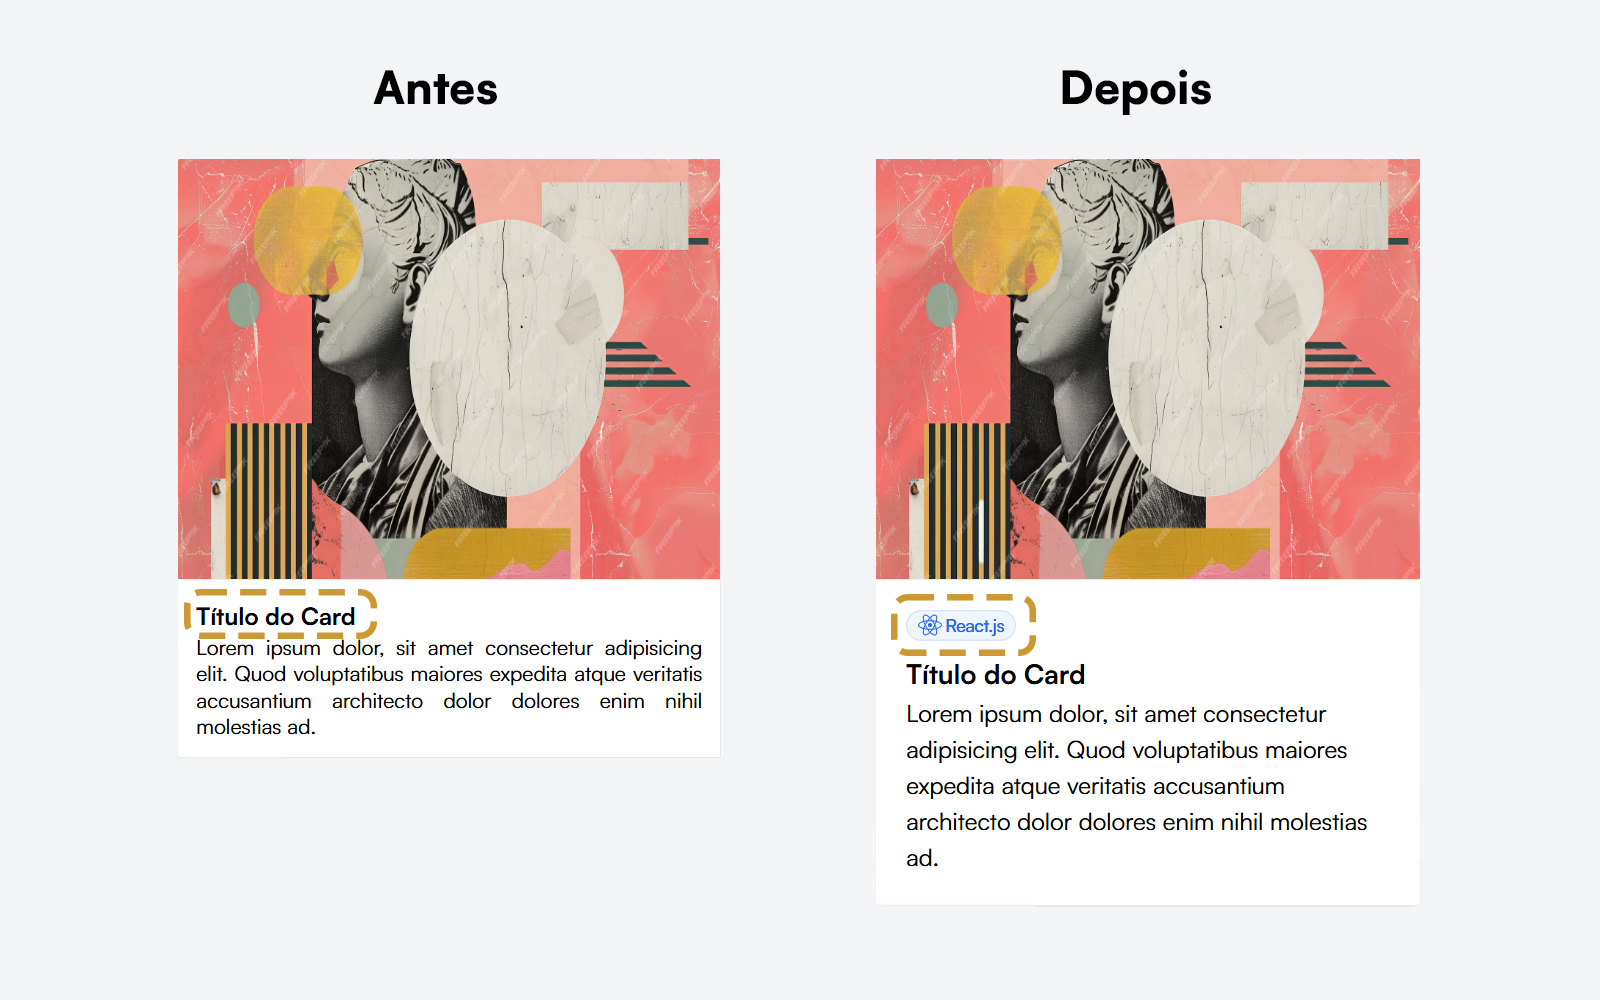 Antes
Depois
Título do Card
Lorem ipsum dolor, sit amet consectetur adipisicing
elit. Quod voluptatibus maiores expedita atque veritatis
accusantium architecto dolor dolores enim nihil
molestias ad.
React.js
Título do Card
Lorem ipsum dolor, sit amet consectetur
adipisicing elit. Quod voluptatibus maiores
expedita atque veritatis accusantium
architecto dolor dolores enim nihil molestias
ad.